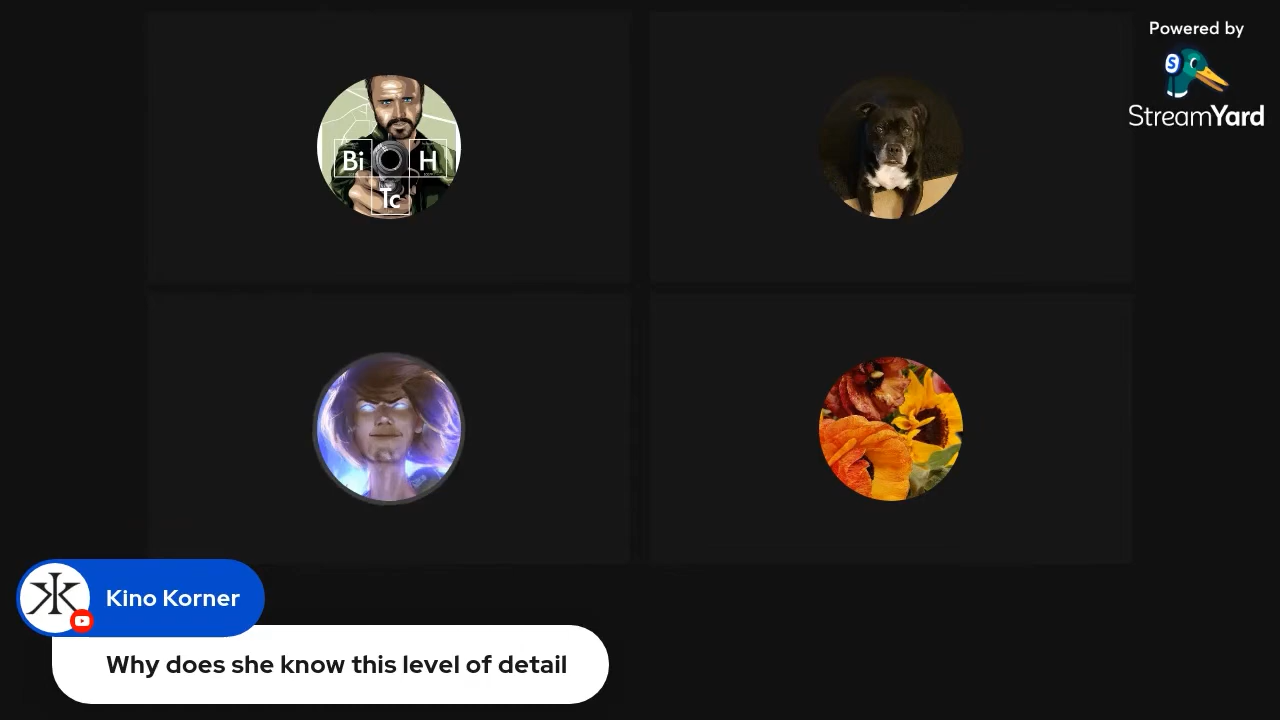 Powered by
S
StreamYard
Bi H
Tc
Kino Korner
Why does she know this level of detail